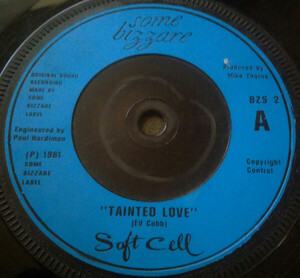 some
bizzare
ORIGINAL SOUND
RECORDING
MADE BY
SOME
BIZZARE
LABEL
Produced by
Mike Thorne
BZS 2
A
Engineered by
Paul Hardiman
(P) 1981
SOME
BIZZARE
LABEL
Copyright
Control
"TAINTED LOVE"
(Ed Cobb)
Soft Cell